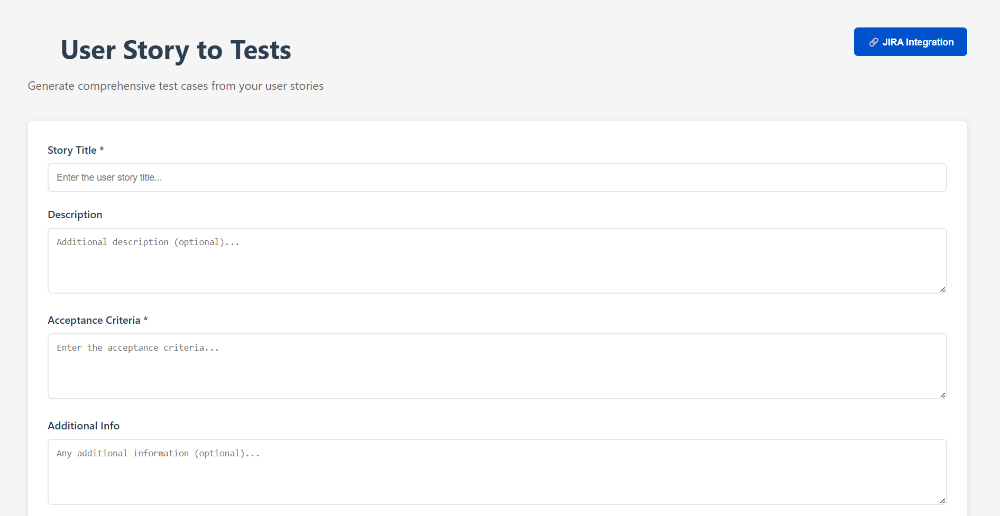 User Story to Tests
JIRA Integration
Generate comprehensive test cases from your user stories
Story Title *
Enter the user story title...
Description
Additional description (optional)...
Acceptance Criteria *
Enter the acceptance criteria...
Additional Info
Any additional information (optional)...